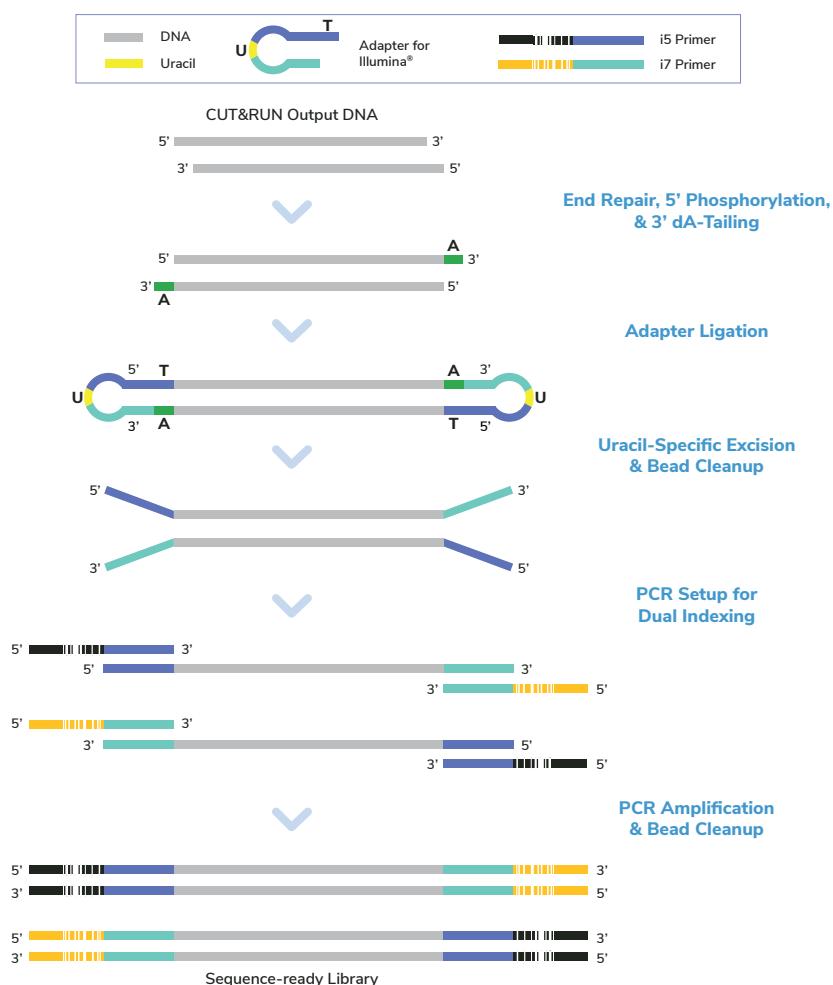 T
DNA
U
Adapter for
Illumina®
i5 Primer
Uracil
i7 Primer
CUT&RUN Output DNA
5’ 3’
3’ 5’
End Repair, 5’ Phosphorylation,
& 3’ dA-Tailing
A
5’ 3’
3’ 5’
A
Adapter Ligation
5’ T A 3’
U U
3’ A T 5’
Uracil-Specific Excision
& Bead Cleanup
5’ 3’
3’ 5’
PCR Setup for
Dual Indexing
5’ 3’
5’ 3’
3’ 5’
5’ 3’
3’ 5’
3’ 5’
PCR Amplification
& Bead Cleanup
5’ 3’
3’ 5’
5’ 3’
3’ 5’
Sequence-ready Library